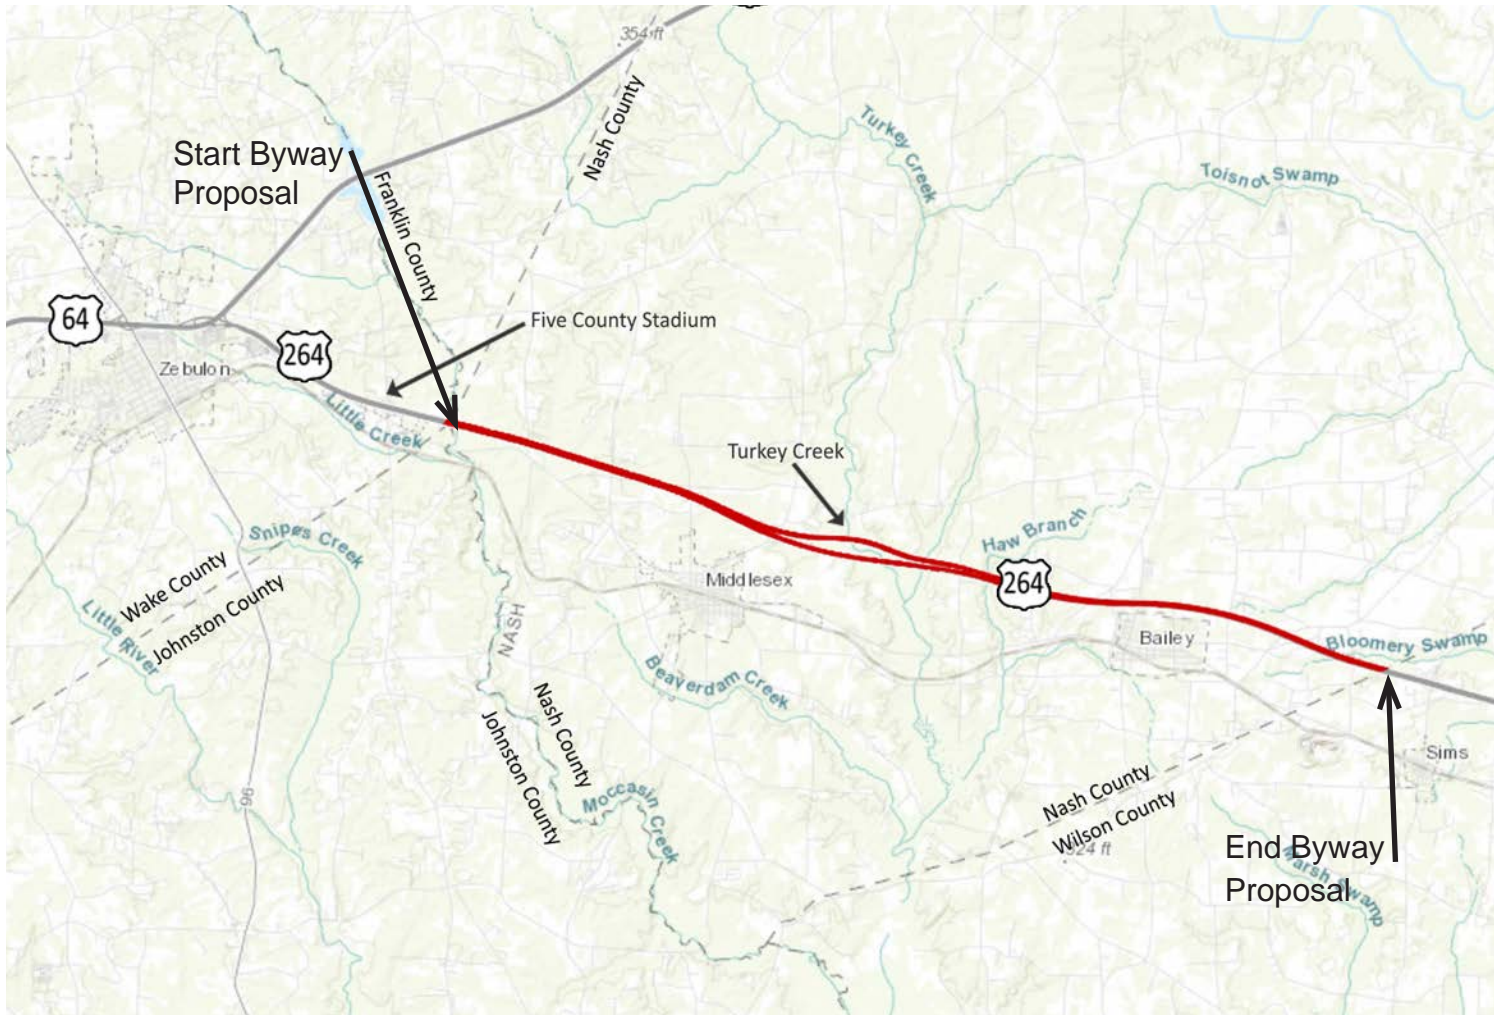 354 ft
Nash County
Turkey Creek
Start Byway
Proposal
Franklin County
Toisnot Swamp
64
264
Five County Stadium
Zebulon
Little Creek
Turkey Creek
Snipes Creek
Haw Branch
264
Middlesex
Wake County
Johnston County
Little River
NASH
Bailey
Bloomery Swamp
Beaverdam Creek
Nash County
Johnston County
Sims
Moccasin Creek
96
Nash County
Wilson County
324 ft
End Byway
Proposal
Marsh Swamp